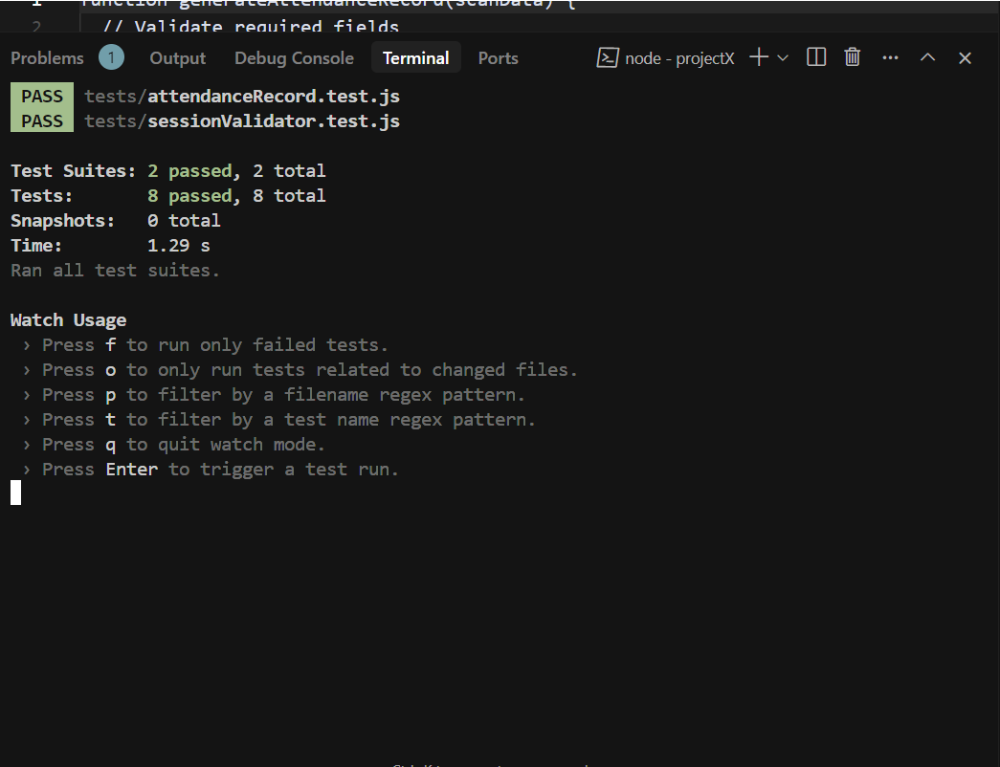 1 function generateAttendanceRecord(scanData) {
2 // Validate required fields
Problems 1 Output Debug Console Terminal Ports node - projectX
PASS tests/attendanceRecord.test.js
PASS tests/sessionValidator.test.js
Test Suites: 2 passed, 2 total
Tests: 8 passed, 8 total
Snapshots: 0 total
Time: 1.29 s
Ran all test suites.
Watch Usage
› Press f to run only failed tests.
› Press o to only run tests related to changed files.
› Press p to filter by a filename regex pattern.
› Press t to filter by a test name regex pattern.
› Press q to quit watch mode.
› Press Enter to trigger a test run.